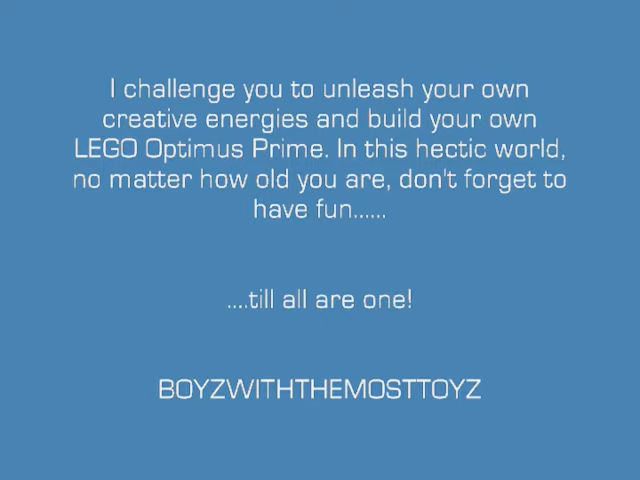 I challenge you to unleash your own
creative energies and build your own
LEGO Optimus Prime. In this hectic world,
no matter how old you are, don't forget to
have fun......
....till all are one!
BOYZWITHTHEMOSTTOYZ